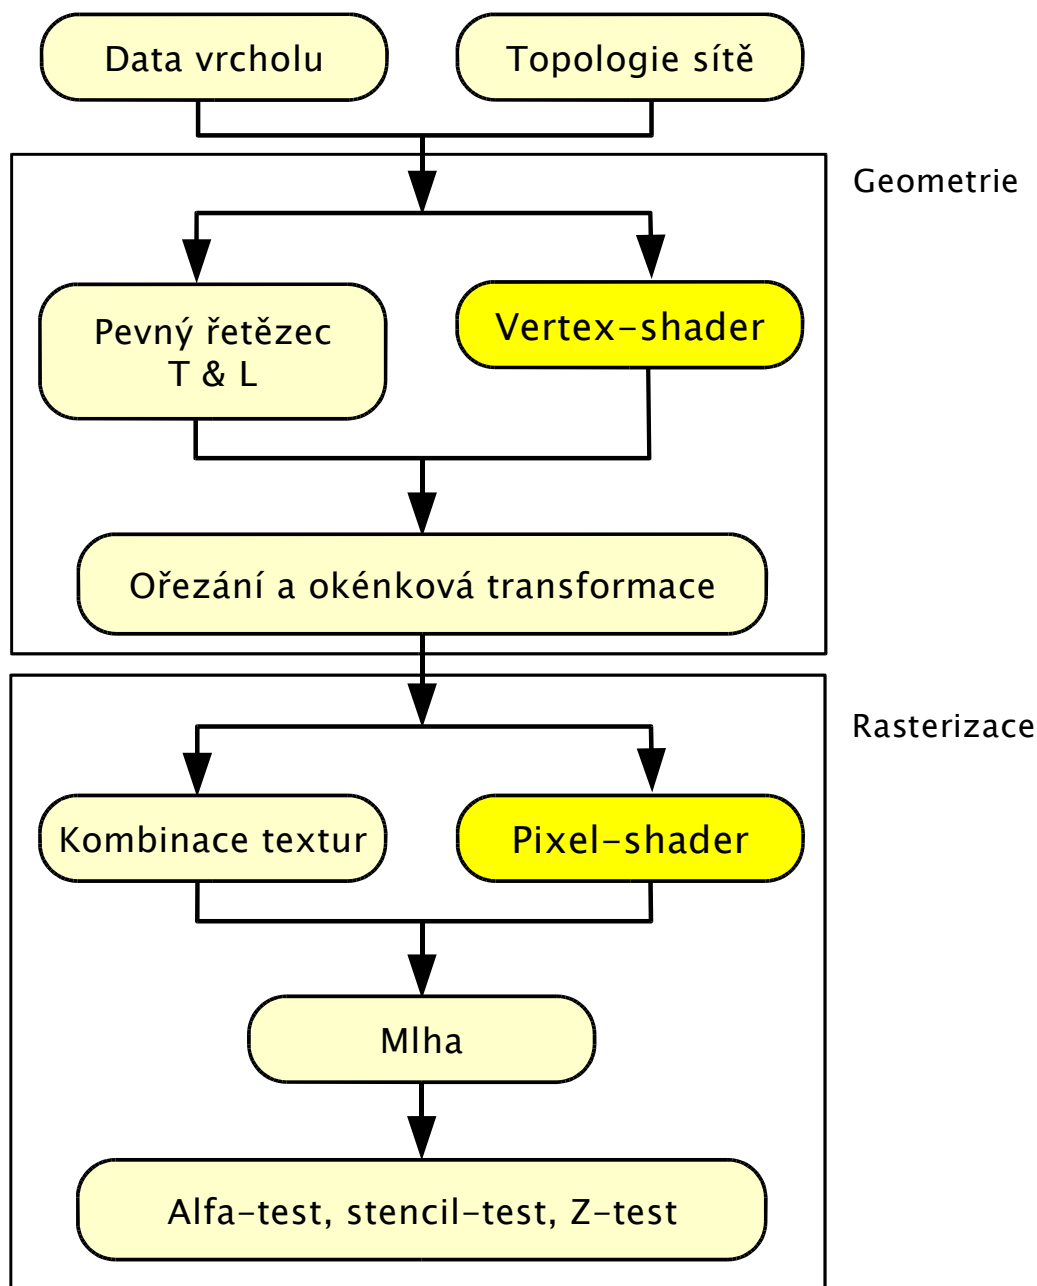 Data vrcholu
Topologie sítě
Geometrie
Pevný řetězec
T & L
Vertex-shader
Ořezání a okénková transformace
Rasterizace
Kombinace textur
Pixel-shader
Mlha
Alfa-test, stencil-test, Z-test